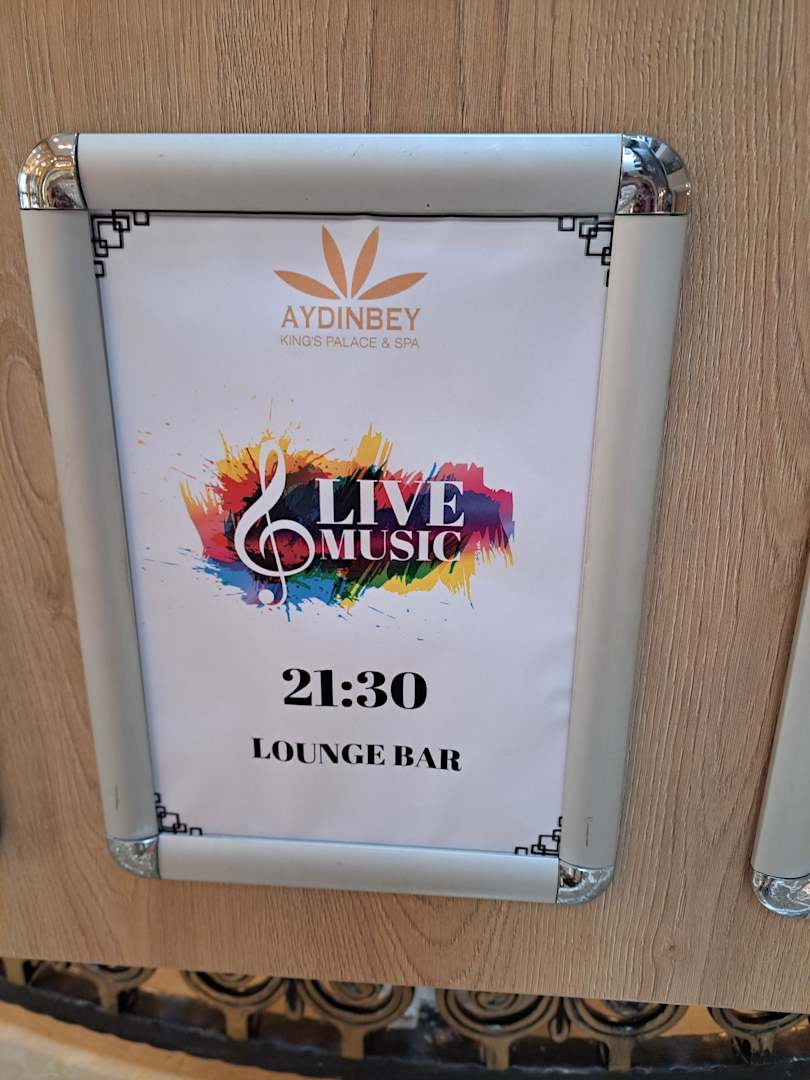 AYDINBEY
KING'S PALACE & SPA
LIVE
MUSIC
21:30
LOUNGE BAR